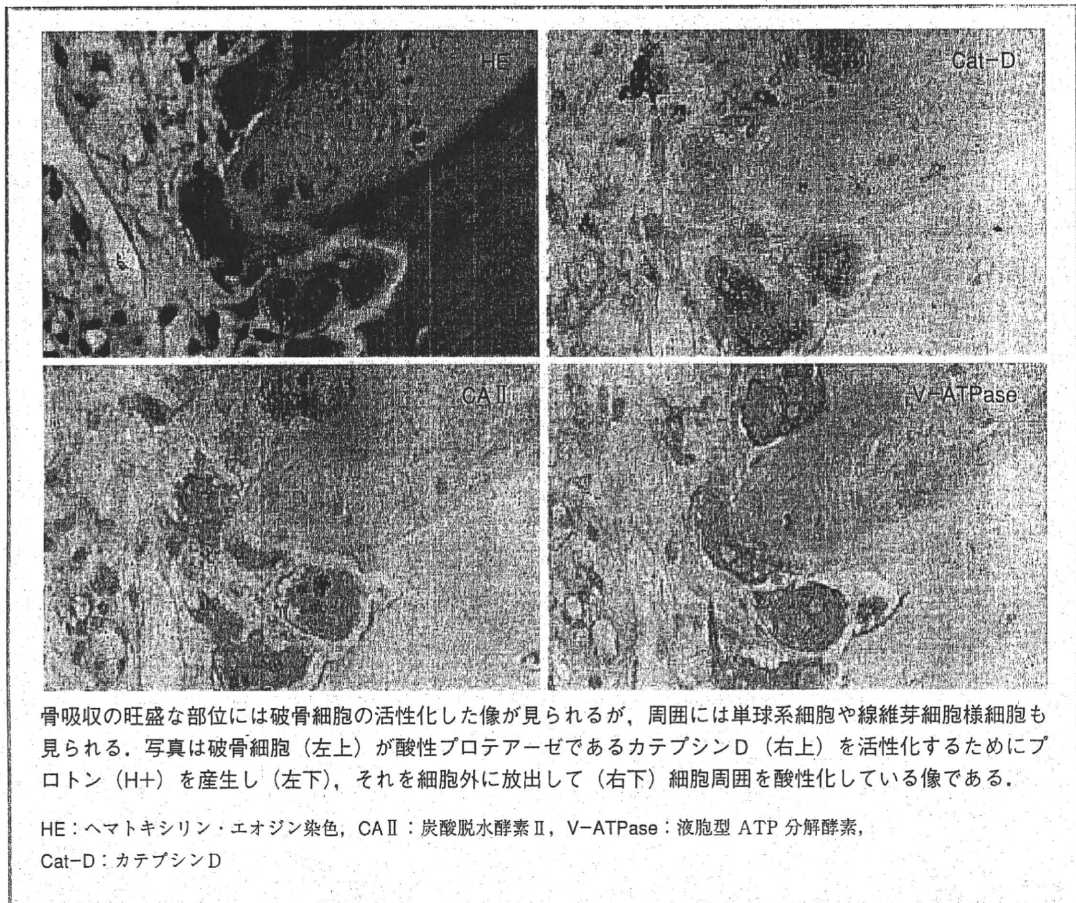 HE
Cat-D
CAⅡ
V-ATPase
骨吸収の旺盛な部位には破骨細胞の活性化した像が見られるが，周囲には単球系細胞や線維芽細胞様細胞も
見られる．写真は破骨細胞（左上）が酸性プロテアーゼであるカテプシンD（右上）を活性化するためにプ
ロトン（H+）を産生し（左下），それを細胞外に放出して（右下）細胞周囲を酸性化している像である．
HE：ヘマトキシリン・エオジン染色，CAⅡ：炭酸脱水酵素Ⅱ，V-ATPase：液胞型 ATP 分解酵素，
Cat-D：カテプシンD